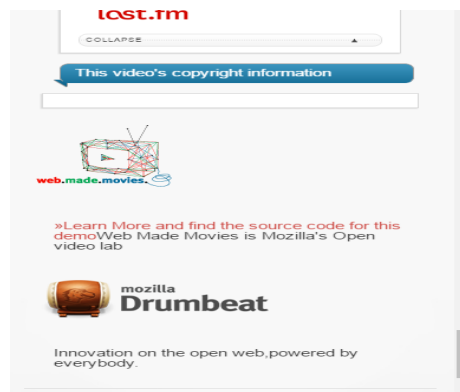 last.fm
COLLAPSE
This video's copyright information
web.made.movies.
»Learn More and find the source code for this
demoWeb Made Movies is Mozilla's Open
video lab
mozilla
Drumbeat
Innovation on the open web,powered by
everybody.